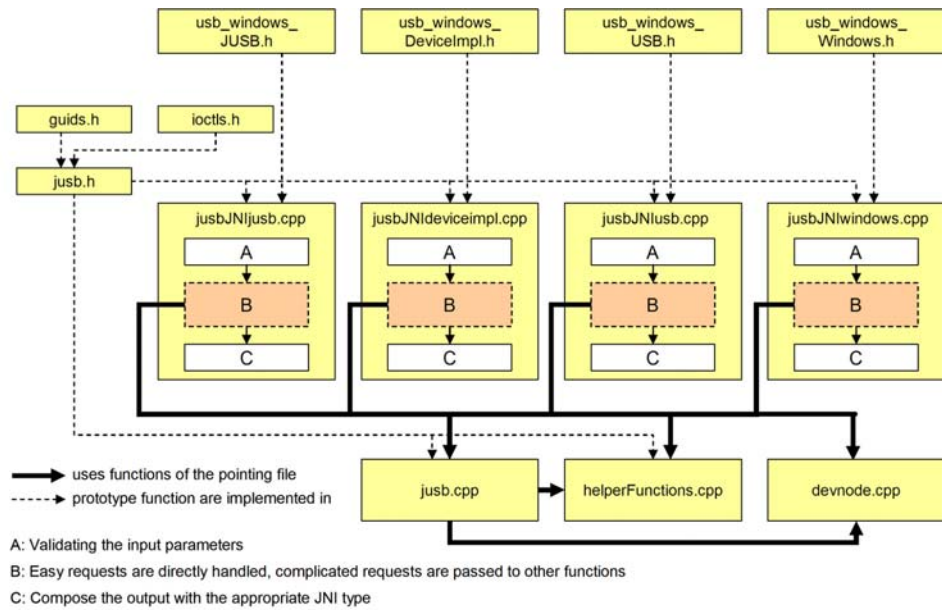 usb_windows_
JUSB.h
usb_windows_
DeviceImpl.h
usb_windows_
USB.h
usb_windows_
Windows.h
guids.h
ioctls.h
jusb.h
jusbJNIjusb.cpp
jusbJNIdeviceimpl.cpp
jusbJNIusb.cpp
jusbJNIwindows.cpp
A
A
A
A
B
B
B
B
C
C
C
C
uses functions of the pointing file
prototype function are implemented in
jusb.cpp
helperFunctions.cpp
devnode.cpp
A: Validating the input parameters
B: Easy requests are directly handled, complicated requests are passed to other functions
C: Compose the output with the appropriate JNI type